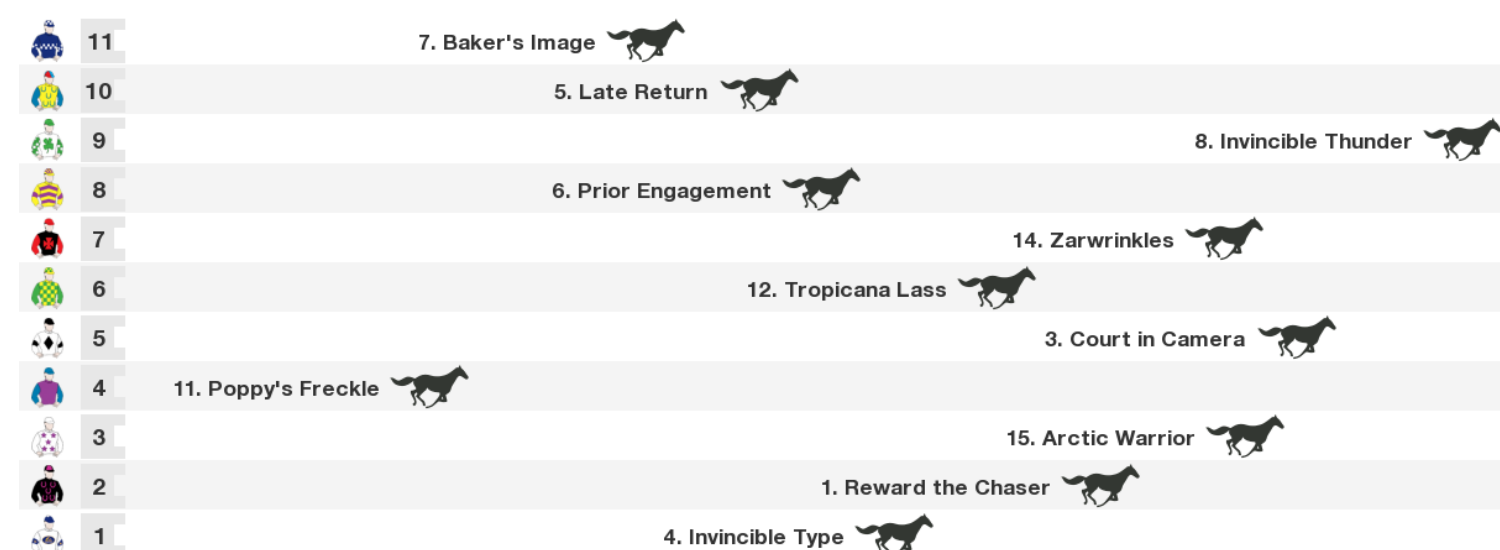 11 7. Baker's Image
10 5. Late Return
9 8. Invincible Thunder
8 6. Prior Engagement
7 14. Zarwrinkles
6 12. Tropicana Lass
5 3. Court in Camera
4 11. Poppy's Freckle
3 15. Arctic Warrior
2 1. Reward the Chaser
1 4. Invincible Type